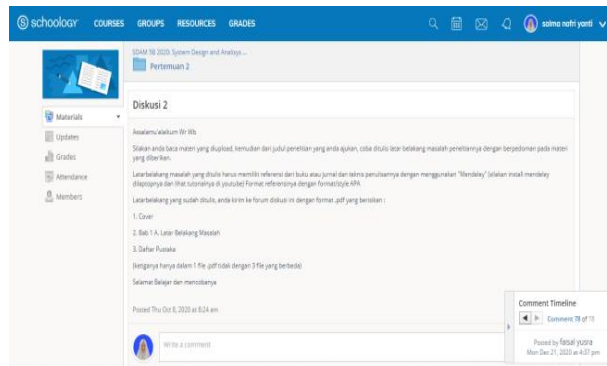 schoology
COURSES GROUPS RESOURCES GRADES
salma nofri yanti
SDAM 5B 2020: System Design and Analisys ...
Pertemuan 2
Materials
Updates
Grades
Attendance
Members
Diskusi 2
Assalamu'alaikum Wr Wb
Silakan anda baca materi yang diupload, kemudian dari judul penelitian yang anda ajukan, coba ditulis latar belakang masalah penelitiannya dengan berpedoman pada materi
yang diberikan.
Latarbelakang masalah yang ditulis harus memiliki referensi dari buku atau jurnal dan teknis penulisannya dengan menggunakan "Mendeley" (silakan install mendeley
dilaptopnya dan lihat tutorialnya di youtube) Format referensinya dengan format/style APA
Latarbelakang yang sudah ditulis, anda kirim ke forum diskusi ini dengan format .pdf yang berisikan :
1. Cover
2. Bab 1 A. Latar Belakang Masalah
3. Daftar Pustaka
(ketiganya hanya dalam 1 file .pdf tidak dengan 3 file yang berbeda)
Selamat Belajar dan mencobanya
Posted Thu Oct 8, 2020 at 8:24 am
Write a comment
Comment Timeline
Comment 78 of 78
Posted by faisal yusra
Mon Dec 21, 2020 at 4:37 pm